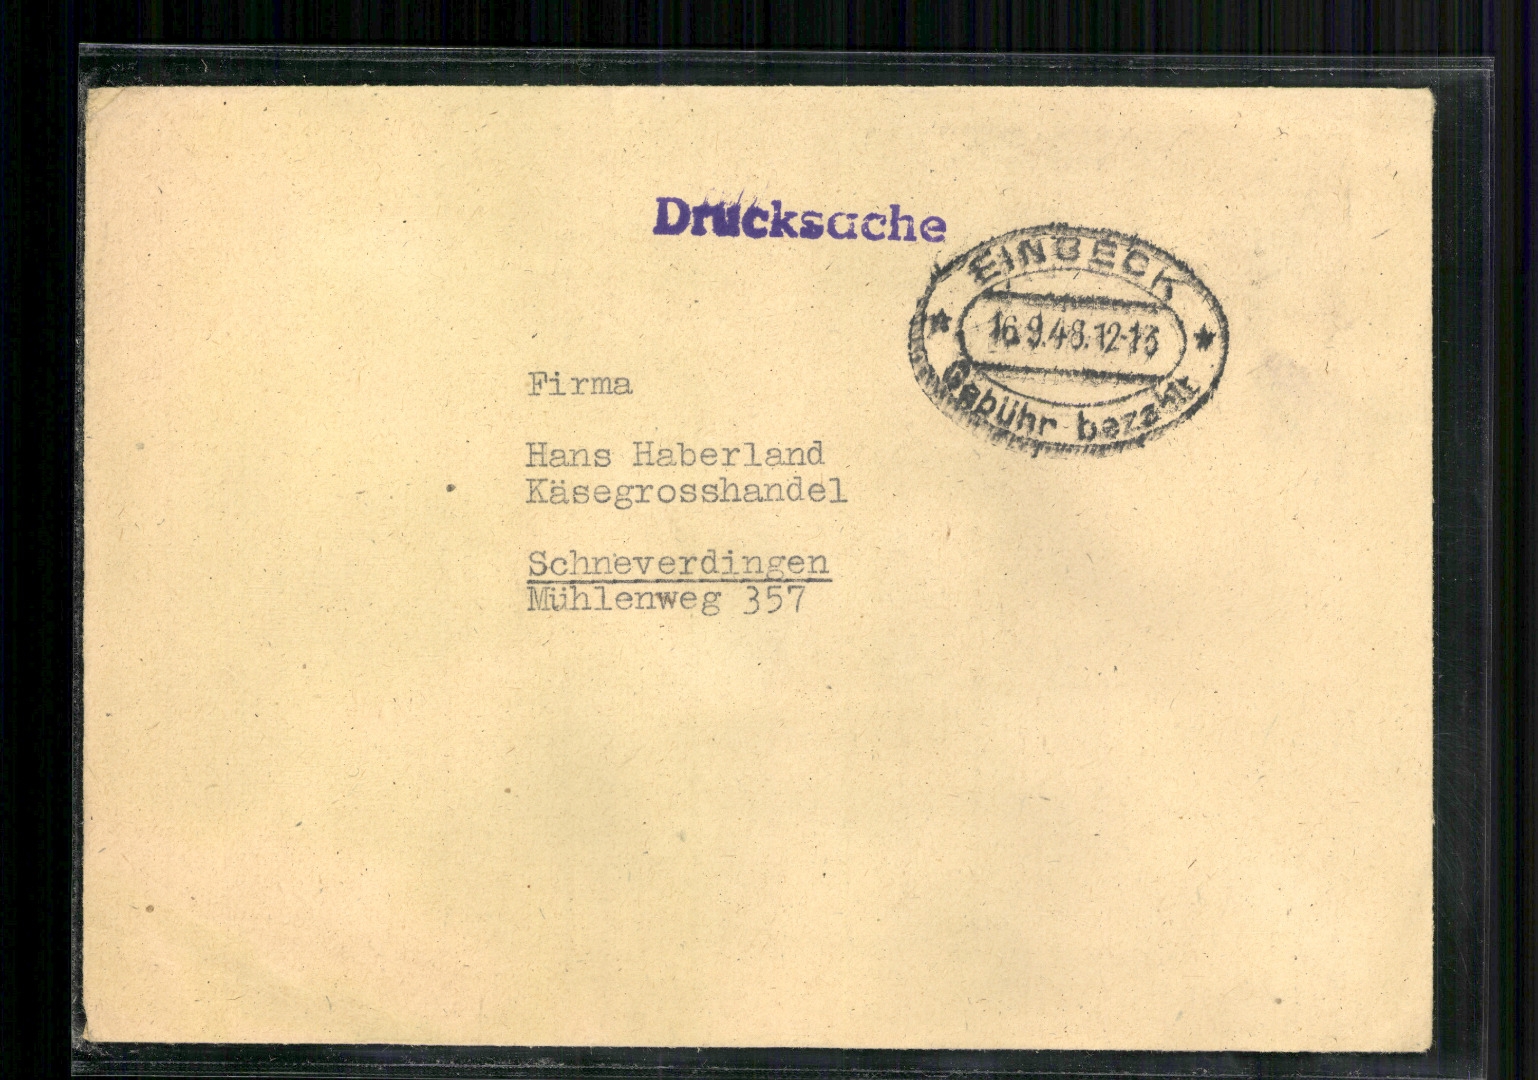 Drucksache
EINBECK
16.9.48.12-13
Gebühr bezahlt
Firma
Hans Haberland
Käsegrosshandel
Schneverdingen
Mühlenweg 357